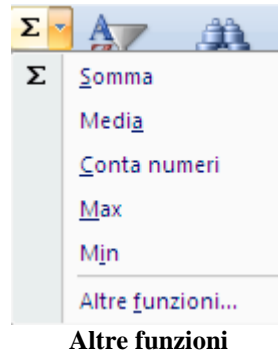 Σ
Σ Somma
Media
Conta numeri
Max
Min
Altre funzioni...
Altre funzioni